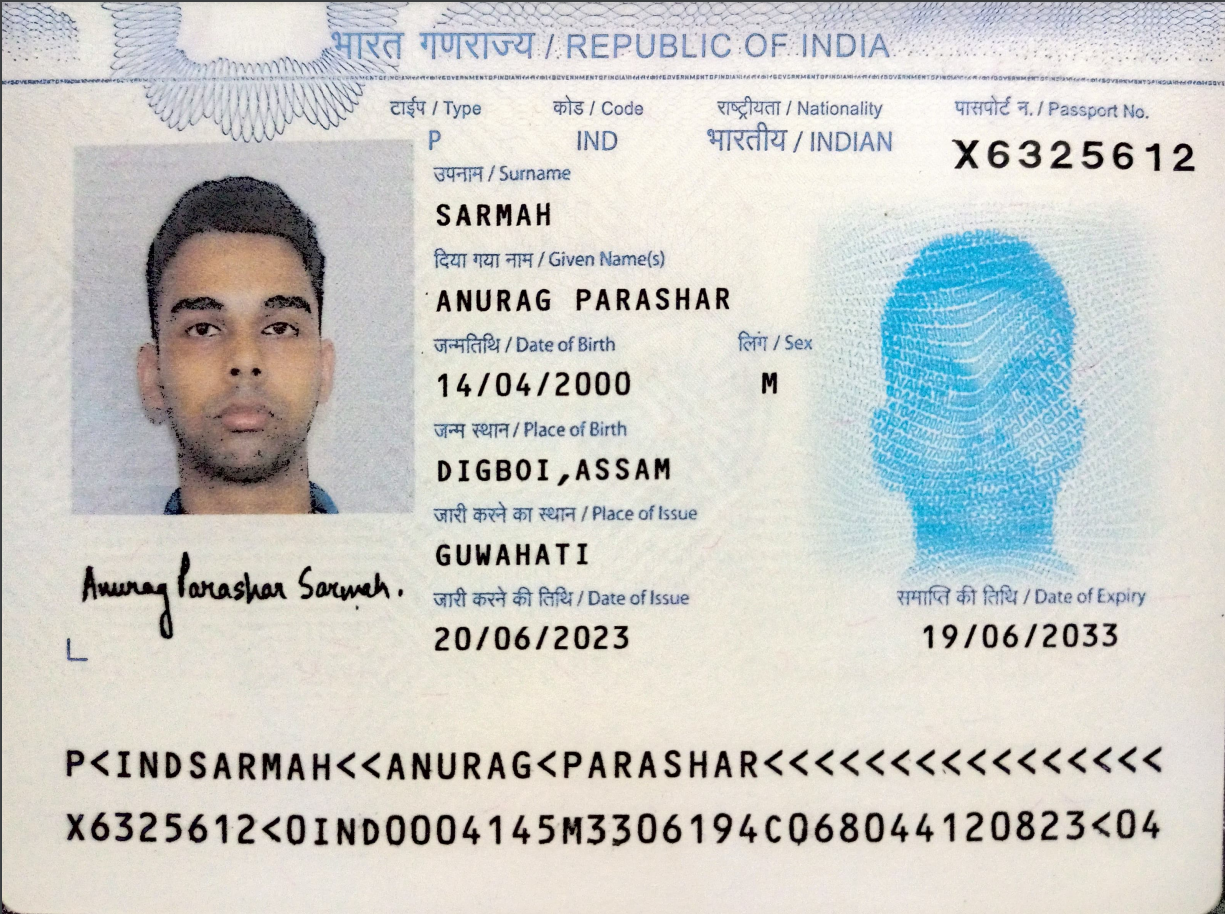 भारत गणराज्य / REPUBLIC OF INDIA
टाईप / Type कोड / Code राष्ट्रीयता / Nationality पासपोर्ट न. / Passport No.
P IND भारतीय / INDIAN X6325612
उपनाम / Surname
SARMAH
दिया गया नाम / Given Name(s)
ANURAG PARASHAR
जन्मतिथि / Date of Birth लिंग / Sex
14/04/2000 M
जन्म स्थान / Place of Birth
DIGBOI,ASSAM
जारी करने का स्थान / Place of Issue
GUWAHATI
Anurag Parashar Sarmah.
जारी करने की तिथि / Date of Issue समाप्ति की तिथि / Date of Expiry
20/06/2023 19/06/2033
P<INDSARMAH<<ANURAG<PARASHAR<<<<<<<<<<<<<<<<
X6325612<0IND0004145M3306194C068044120823<04